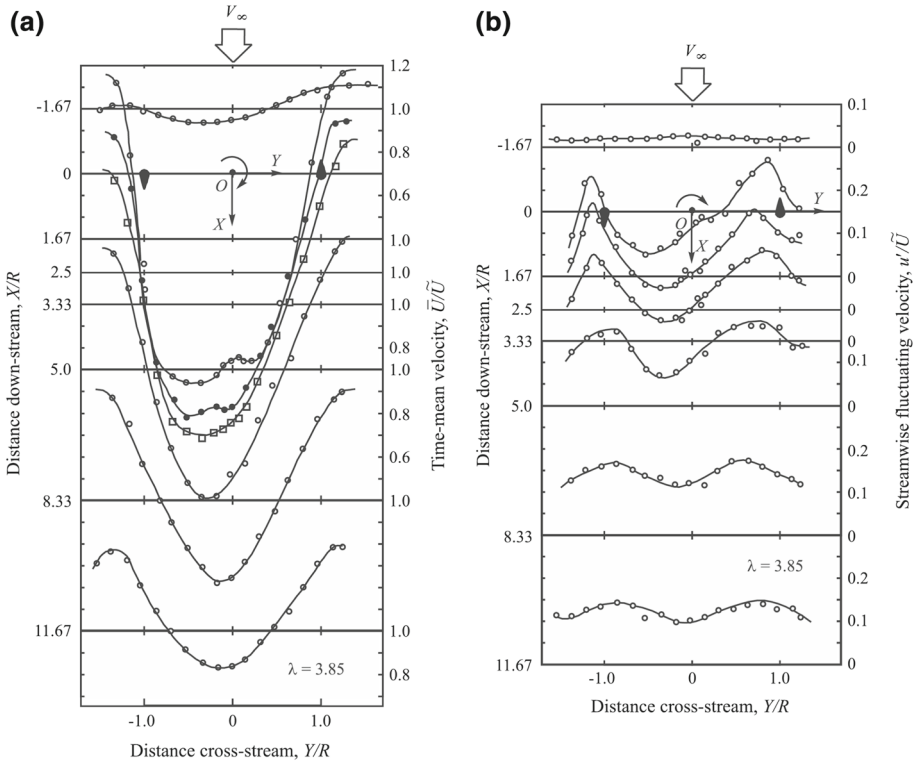 (a)
V∞
1.2
-1.67
1.0
0.8
0
0.7
Y
O
X
1.67
1.0
2.5
1.0
3.33
1.0
0.8
5.0
1.0
0.8
0.6
8.33
1.0
11.67
1.0
λ = 3.85
0.8
-1.0
0
1.0
Distance cross-stream, Y/R
Distance down-stream, X/R
Time-mean velocity, Ū/Ũ
(b)
V∞
0.1
-1.67
0
0.2
0
Y
O
0.1
X
1.67
0
2.5
0
3.33
0
0.1
5.0
0
0.2
0.1
8.33
0
λ = 3.85
0.2
0.1
11.67
0
-1.0
0
1.0
Distance cross-stream, Y/R
Distance down-stream, X/R
Streamwise fluctuating velocity, u'/Ũ